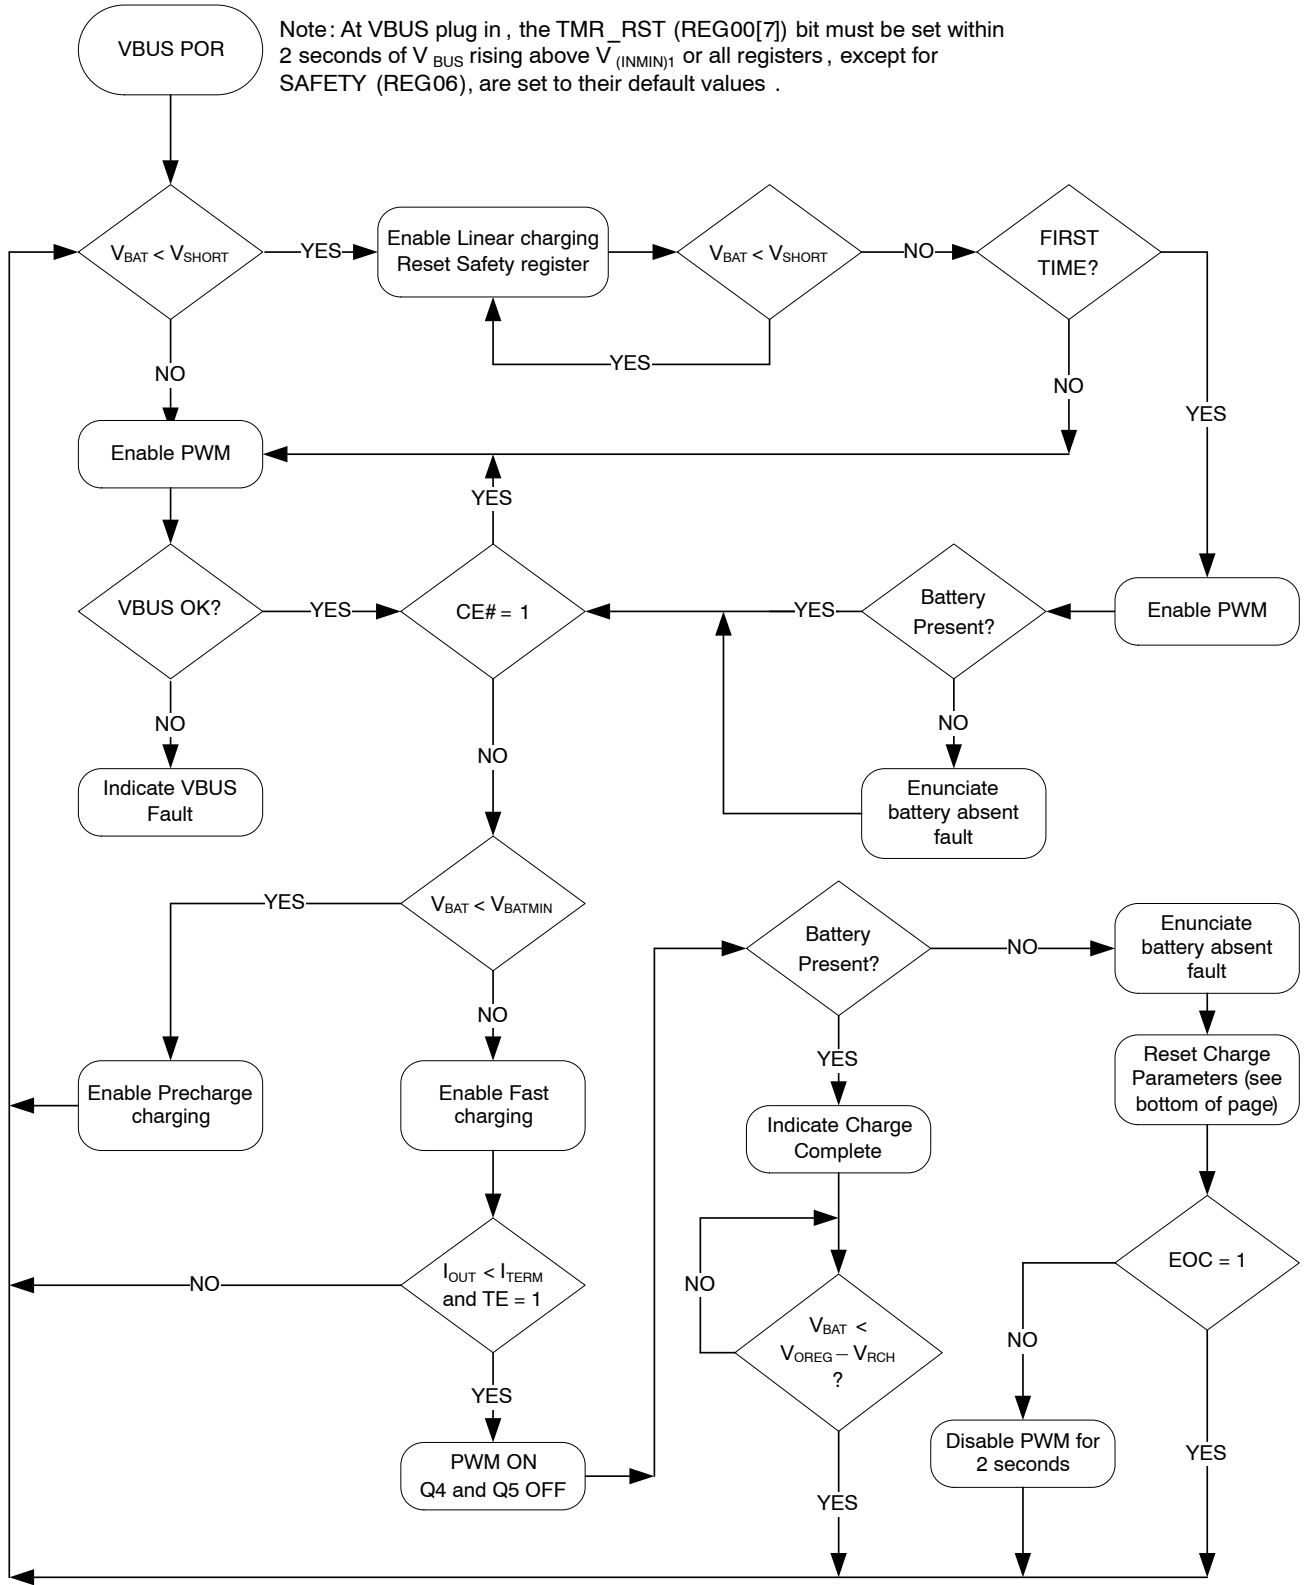 VBUS POR
Note: At VBUS plug in, the TMR_RST (REG00[7]) bit must be set within
2 seconds of V BUS rising above V (INMIN)1 or all registers, except for
SAFETY (REG06), are set to their default values .
VBAT < VSHORT
YES
Enable Linear charging
Reset Safety register
VBAT < VSHORT
NO
FIRST
TIME?
YES
NO
NO
YES
Enable PWM
YES
VBUS OK?
YES
CE# = 1
YES
Battery
Present?
Enable PWM
NO
NO
NO
Indicate VBUS
Fault
Enunciate
battery absent
fault
YES
VBAT < VBATMIN
Battery
Present?
NO
Enunciate
battery absent
fault
NO
YES
Enable Precharge
charging
Enable Fast
charging
Reset Charge
Parameters (see
bottom of page)
Indicate Charge
Complete
NO
IOUT < ITERM
and TE = 1
NO
EOC = 1
VBAT <
VOREG – VRCH
?
NO
YES
PWM ON
Q4 and Q5 OFF
Disable PWM for
2 seconds
YES
YES